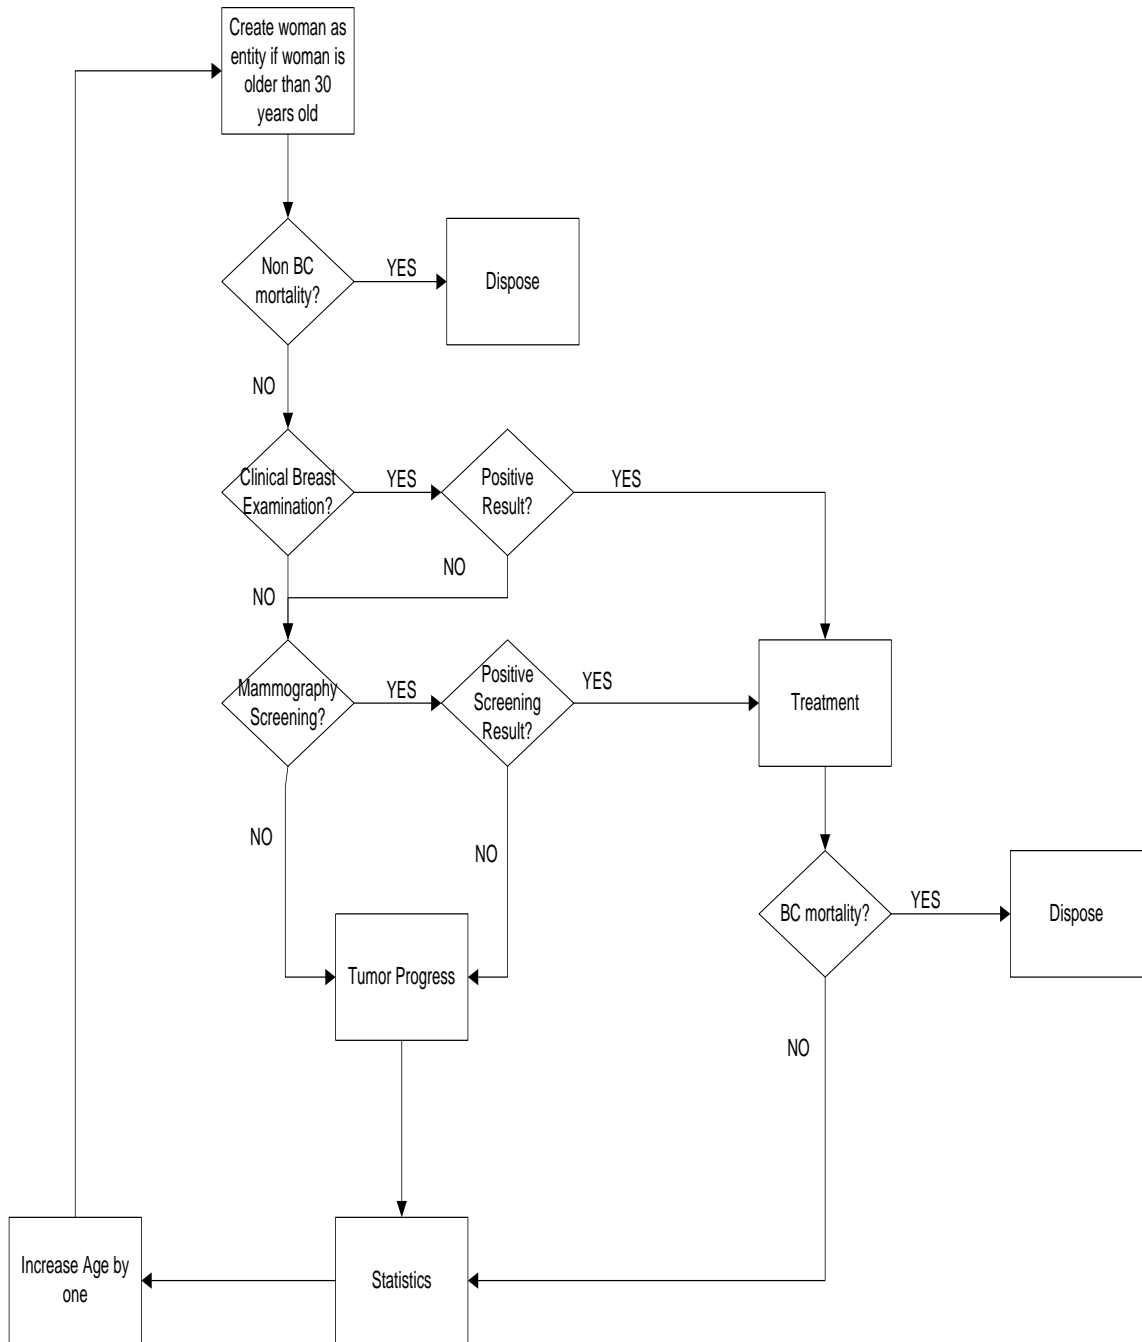 Create woman as
entity if woman is
older than 30
years old
Non BC
mortality?
YES
Dispose
NO
Clinical Breast
Examination?
YES
Positive
Result?
YES
NO
NO
Mammography
Screening?
YES
Positive
Screening
Result?
YES
Treatment
NO
NO
BC mortality?
YES
Dispose
Tumor Progress
NO
Increase Age by
one
Statistics